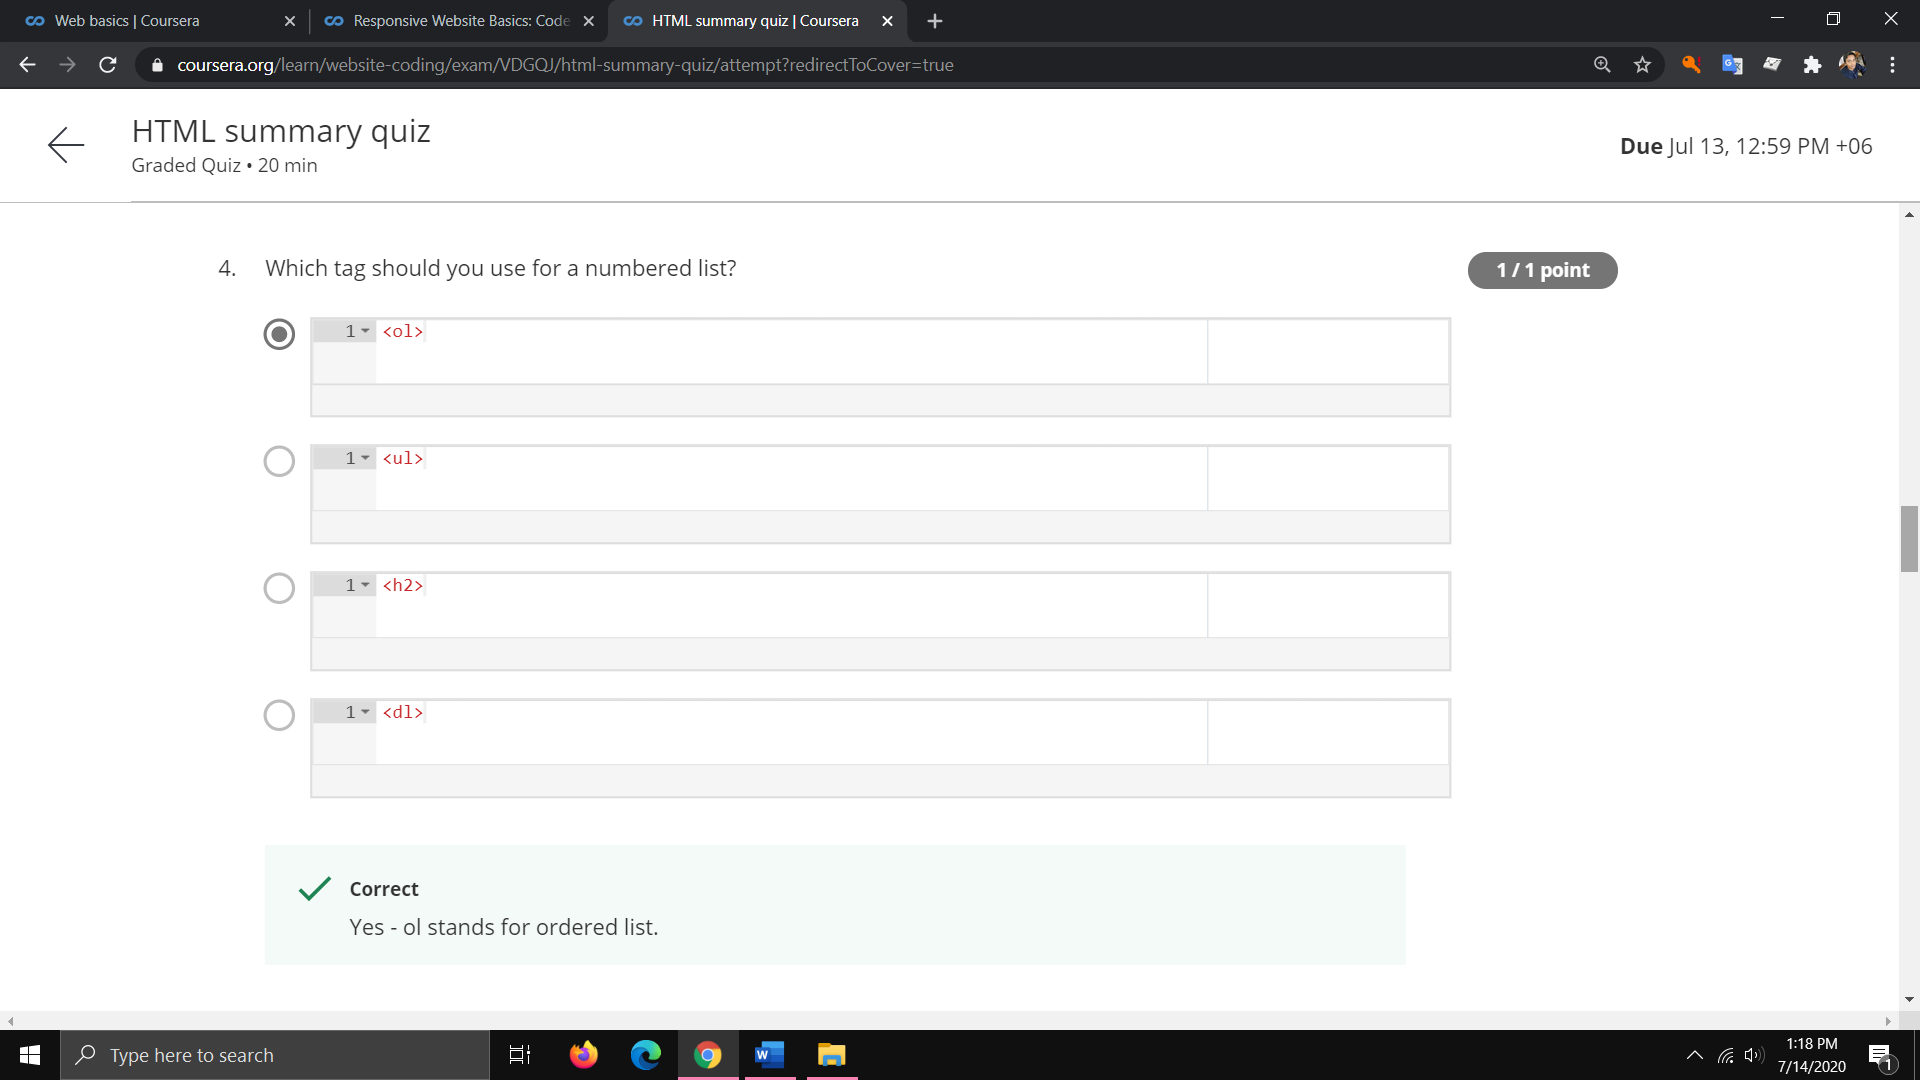 Web basics | Coursera
Responsive Website Basics: Code
HTML summary quiz | Coursera
coursera.org/learn/website-coding/exam/VDGQJ/html-summary-quiz/attempt?redirectToCover=true
HTML summary quiz
Graded Quiz • 20 min
Due Jul 13, 12:59 PM +06
4. Which tag should you use for a numbered list?
1 / 1 point
1 <ol>
1 <ul>
1 <h2>
1 <dl>
Correct
Yes - ol stands for ordered list.
Type here to search
1:18 PM
7/14/2020
1